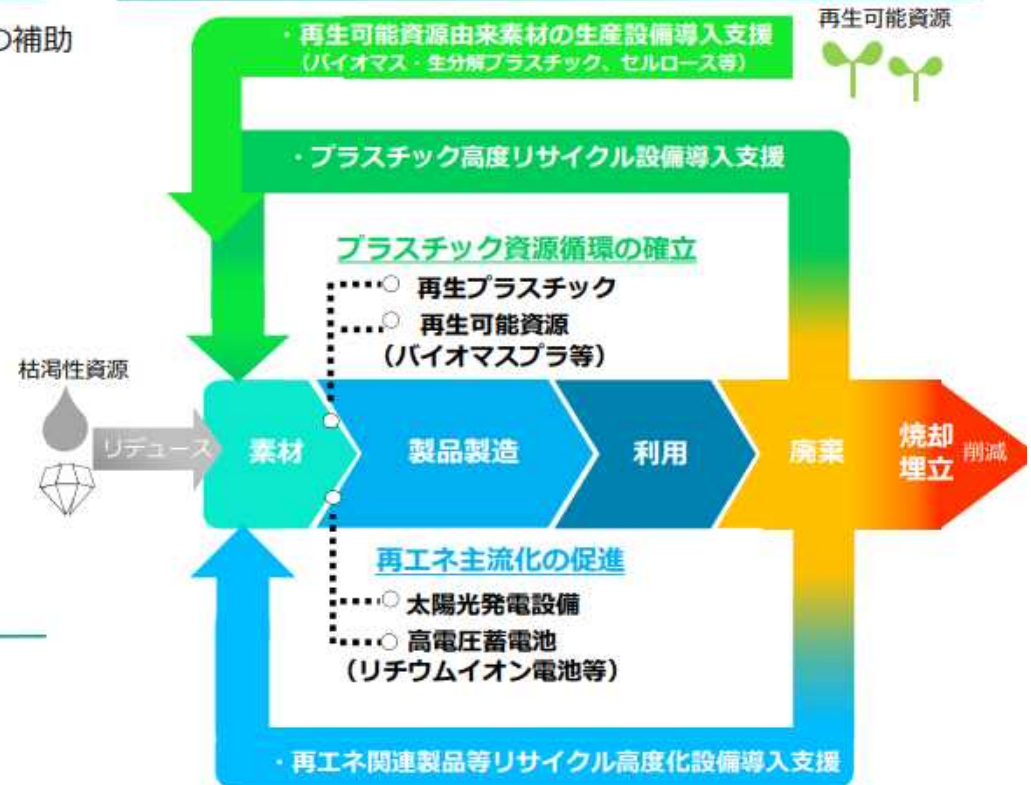 の補助
再生可能資源
・再生可能資源由来素材の生産設備導入支援
（バイオマス・生分解プラスチック、セルロース等）
・プラスチック高度リサイクル設備導入支援
プラスチック資源循環の確立
再生プラスチック
再生可能資源
（バイオマスプラ等）
枯渇性資源
リデュース
素材
製品製造
利用
廃棄
焼却
埋立
削減
再エネ主流化の促進
太陽光発電設備
高電圧蓄電池
（リチウムイオン電池等）
・再エネ関連製品等リサイクル高度化設備導入支援